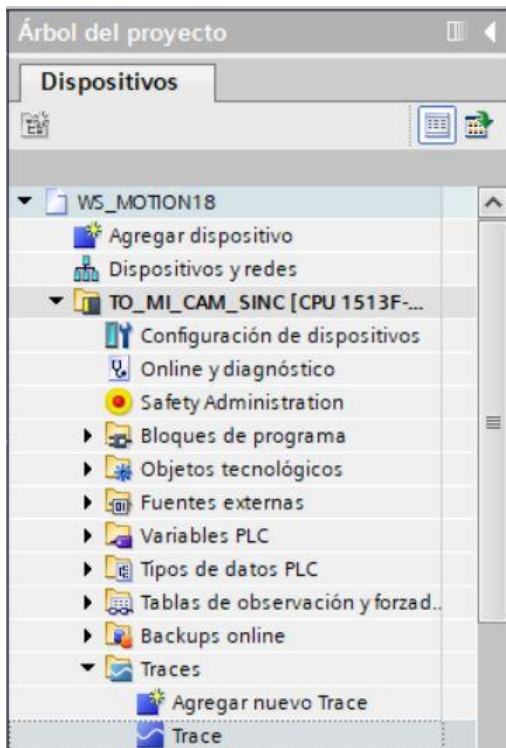 Árbol del proyecto
Dispositivos
WS_MOTION18
Agregar dispositivo
Dispositivos y redes
TO_MI_CAM_SINC [CPU 1513F-...
Configuración de dispositivos
Online y diagnóstico
Safety Administration
Bloques de programa
Objetos tecnológicos
Fuentes externas
Variables PLC
Tipos de datos PLC
Tablas de observación y forzad..
Backups online
Traces
Agregar nuevo Trace
Trace